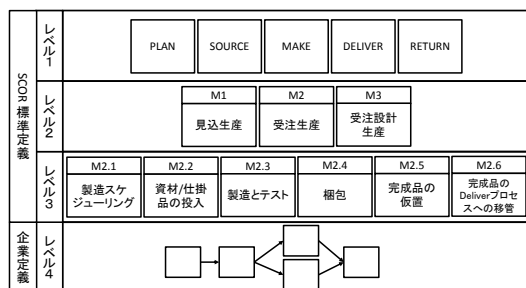 SCOR 標準定義
レベル1
PLAN
SOURCE
MAKE
DELIVER
RETURN
レベル2
M1
見込生産
M2
受注生産
M3
受注設計
生産
レベル3
M2.1
製造スケ
ジューリング
M2.2
資材/仕掛
品の投入
M2.3
製造とテスト
M2.4
梱包
M2.5
完成品の
仮置
M2.6
完成品の
Deliverプロセ
スへの移管
企業定義
レベル4